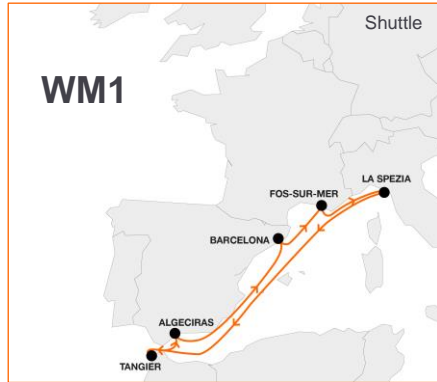 Shuttle
WM1
LA SPEZIA
FOS-SUR-MER
BARCELONA
ALGECIRAS
TANGIER